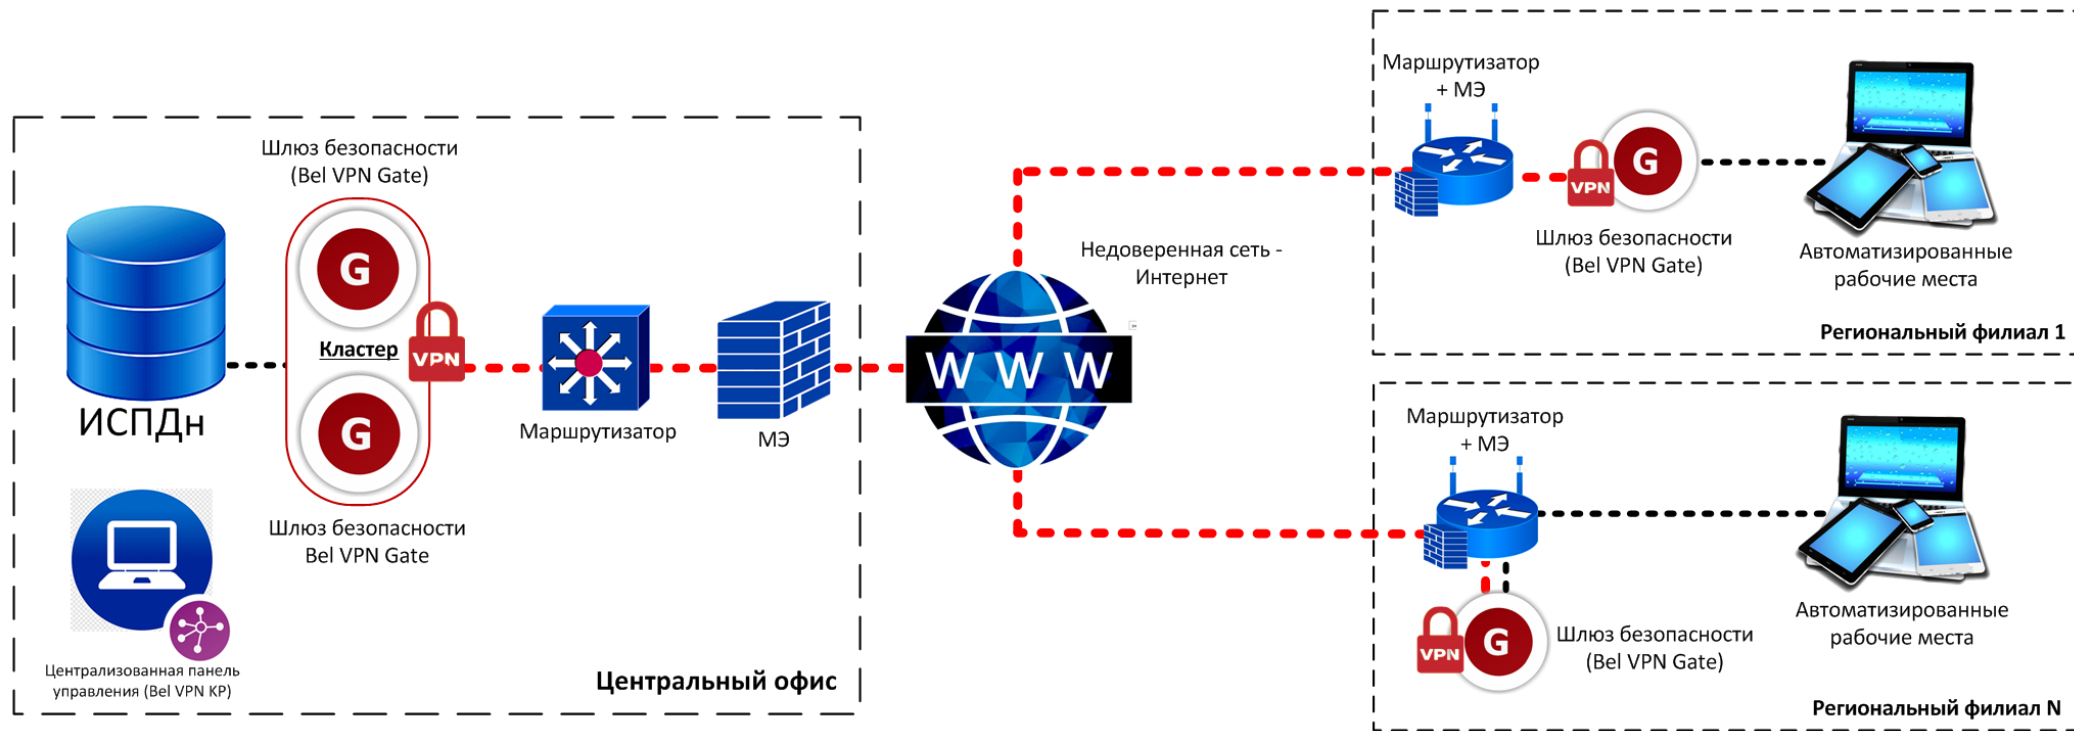 Шлюз безопасности
(Bel VPN Gate)
G
Кластер
VPN
G
ИСПДн
Шлюз безопасности
Bel VPN Gate
Маршрутизатор
МЭ
Централизованная панель
управления (Bel VPN KP)
Центральный офис
Недоверенная сеть -
Интернет
WWW
Маршрутизатор
+ МЭ
VPN
G
Шлюз безопасности
(Bel VPN Gate)
Автоматизированные
рабочие места
Региональный филиал 1
Маршрутизатор
+ МЭ
VPN
G
Шлюз безопасности
(Bel VPN Gate)
Автоматизированные
рабочие места
Региональный филиал N